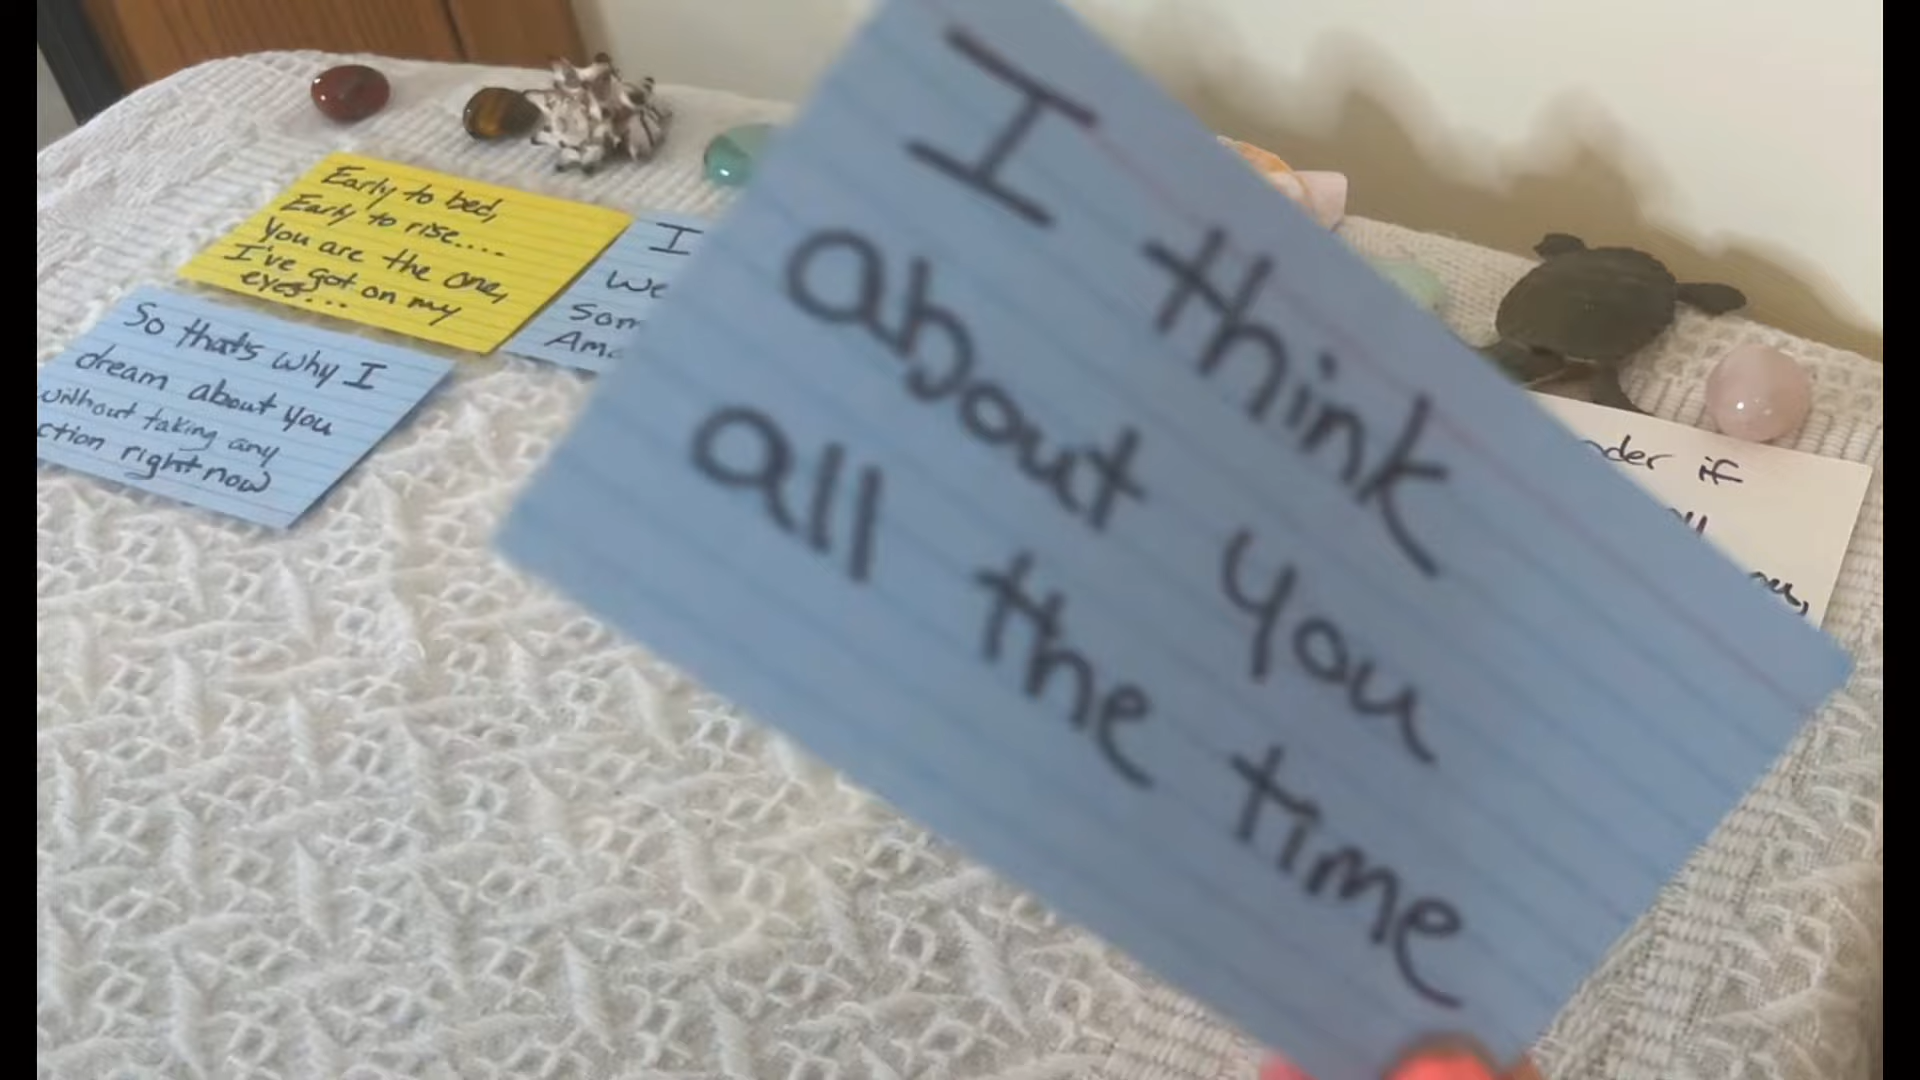 Early to bed,
Early to rise....
You are the one,
I've got on my
eyes...
So that's why I
dream about you
without taking any
right now
I
I think
about you
all the time
if